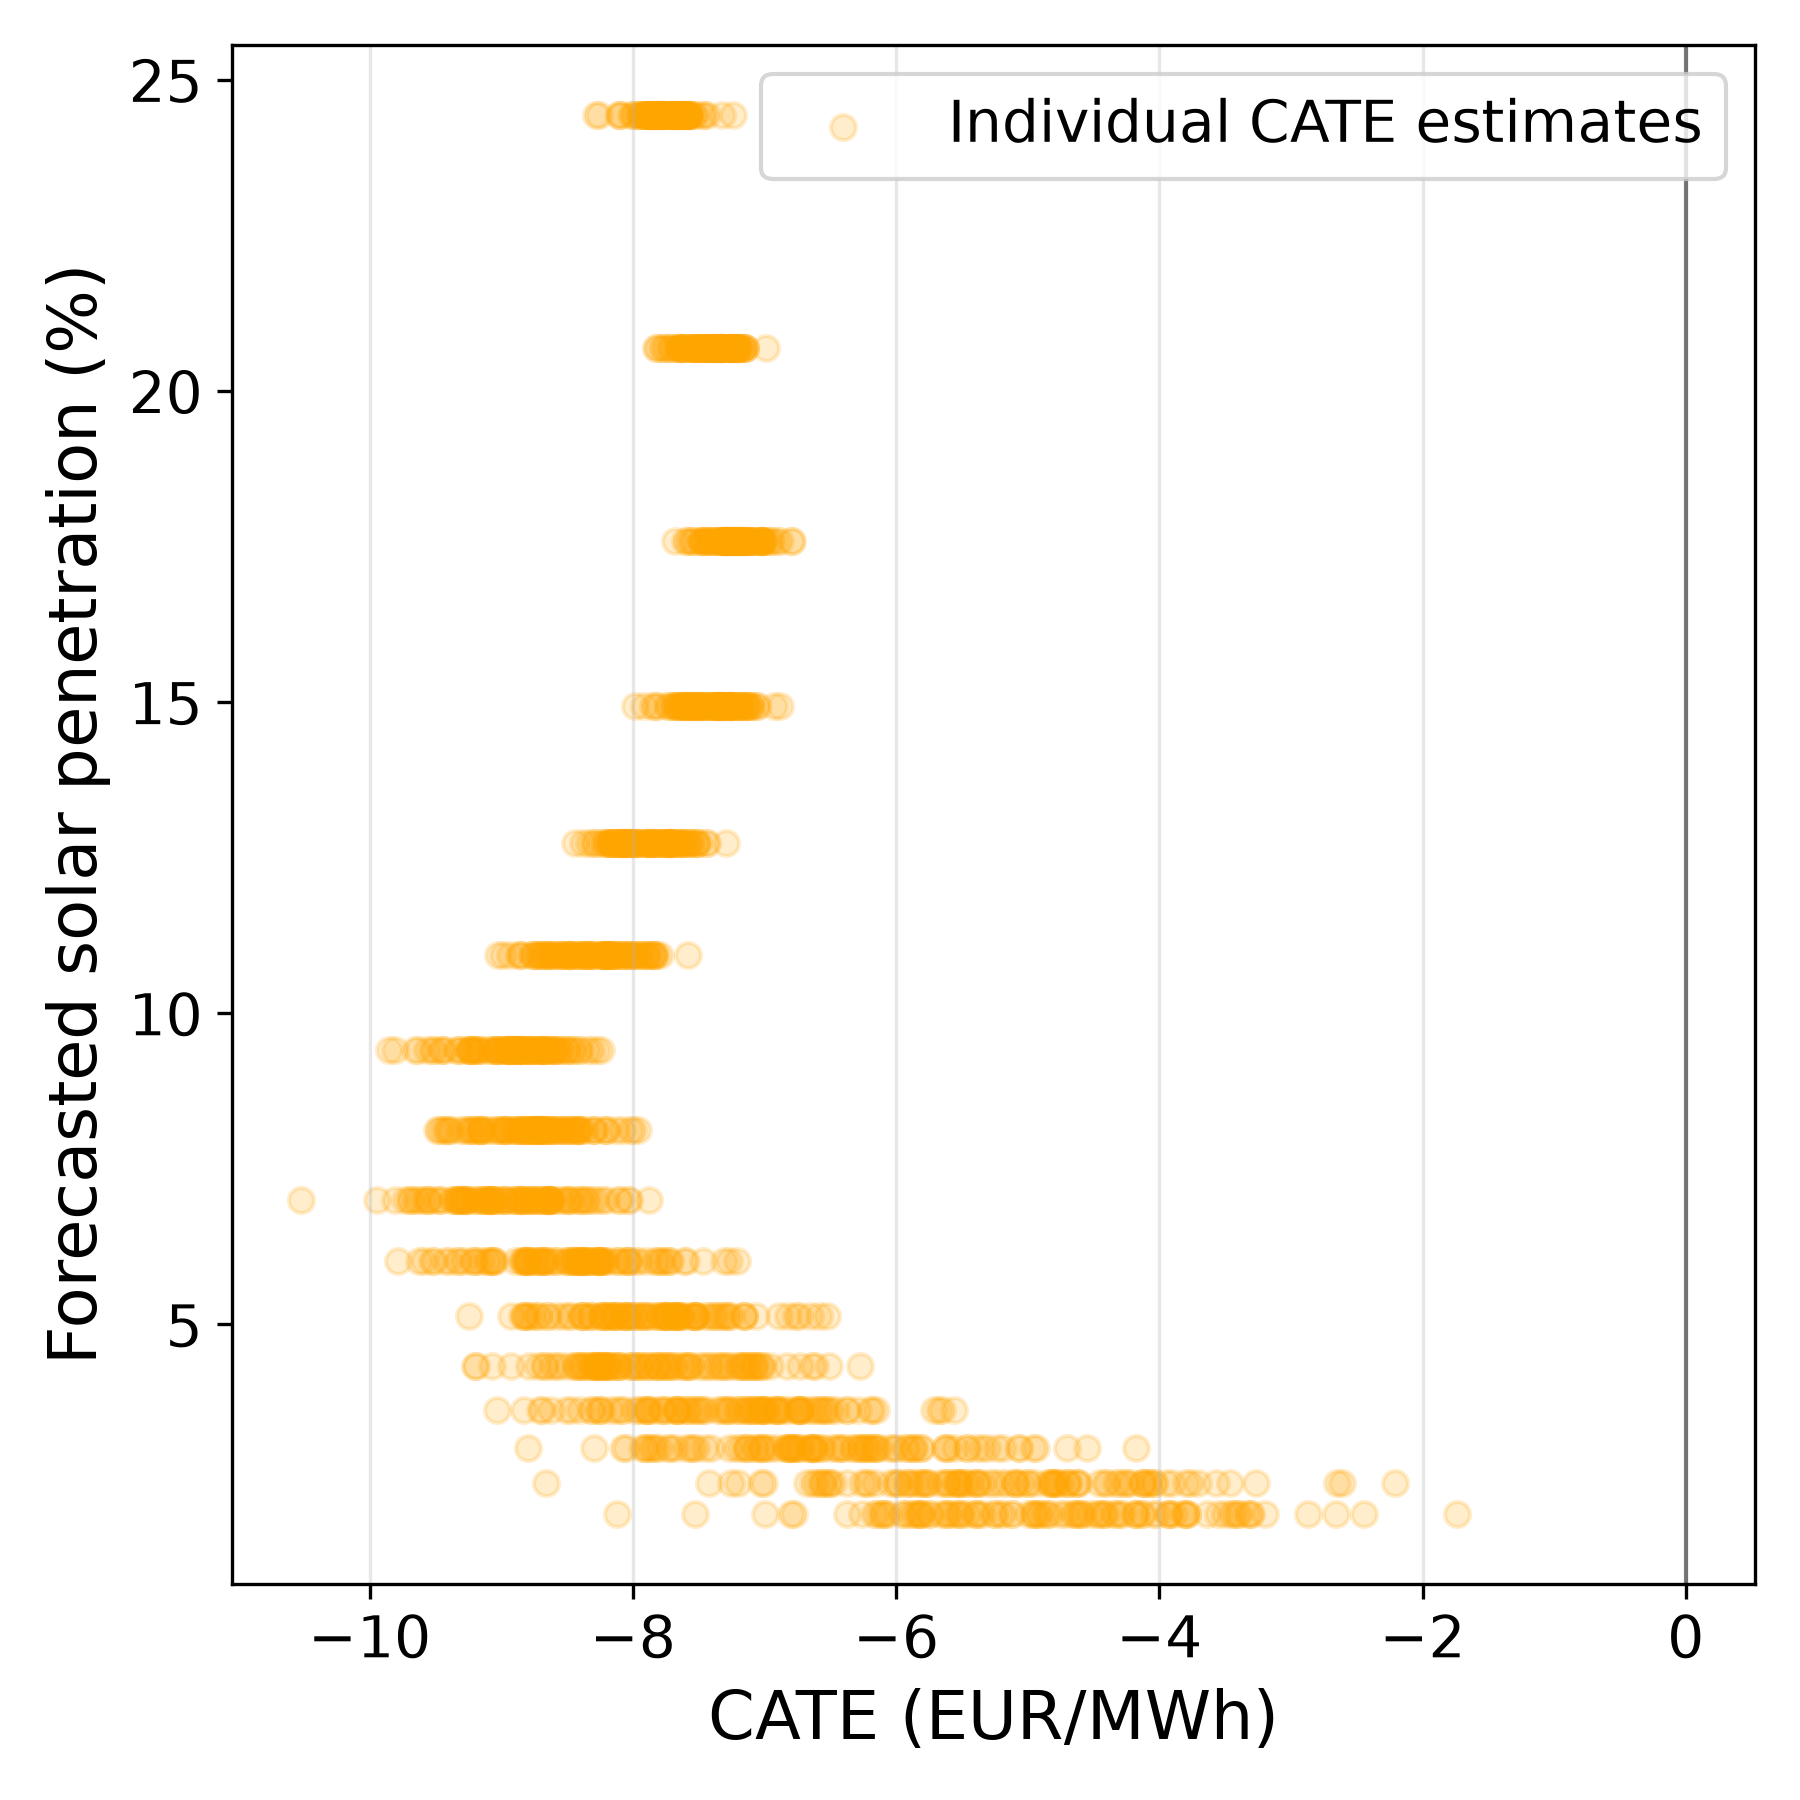 Individual CATE estimates
Forecasted solar penetration (%)
25
20
15
10
5
−10 −8 −6 −4 −2 0
CATE (EUR/MWh)